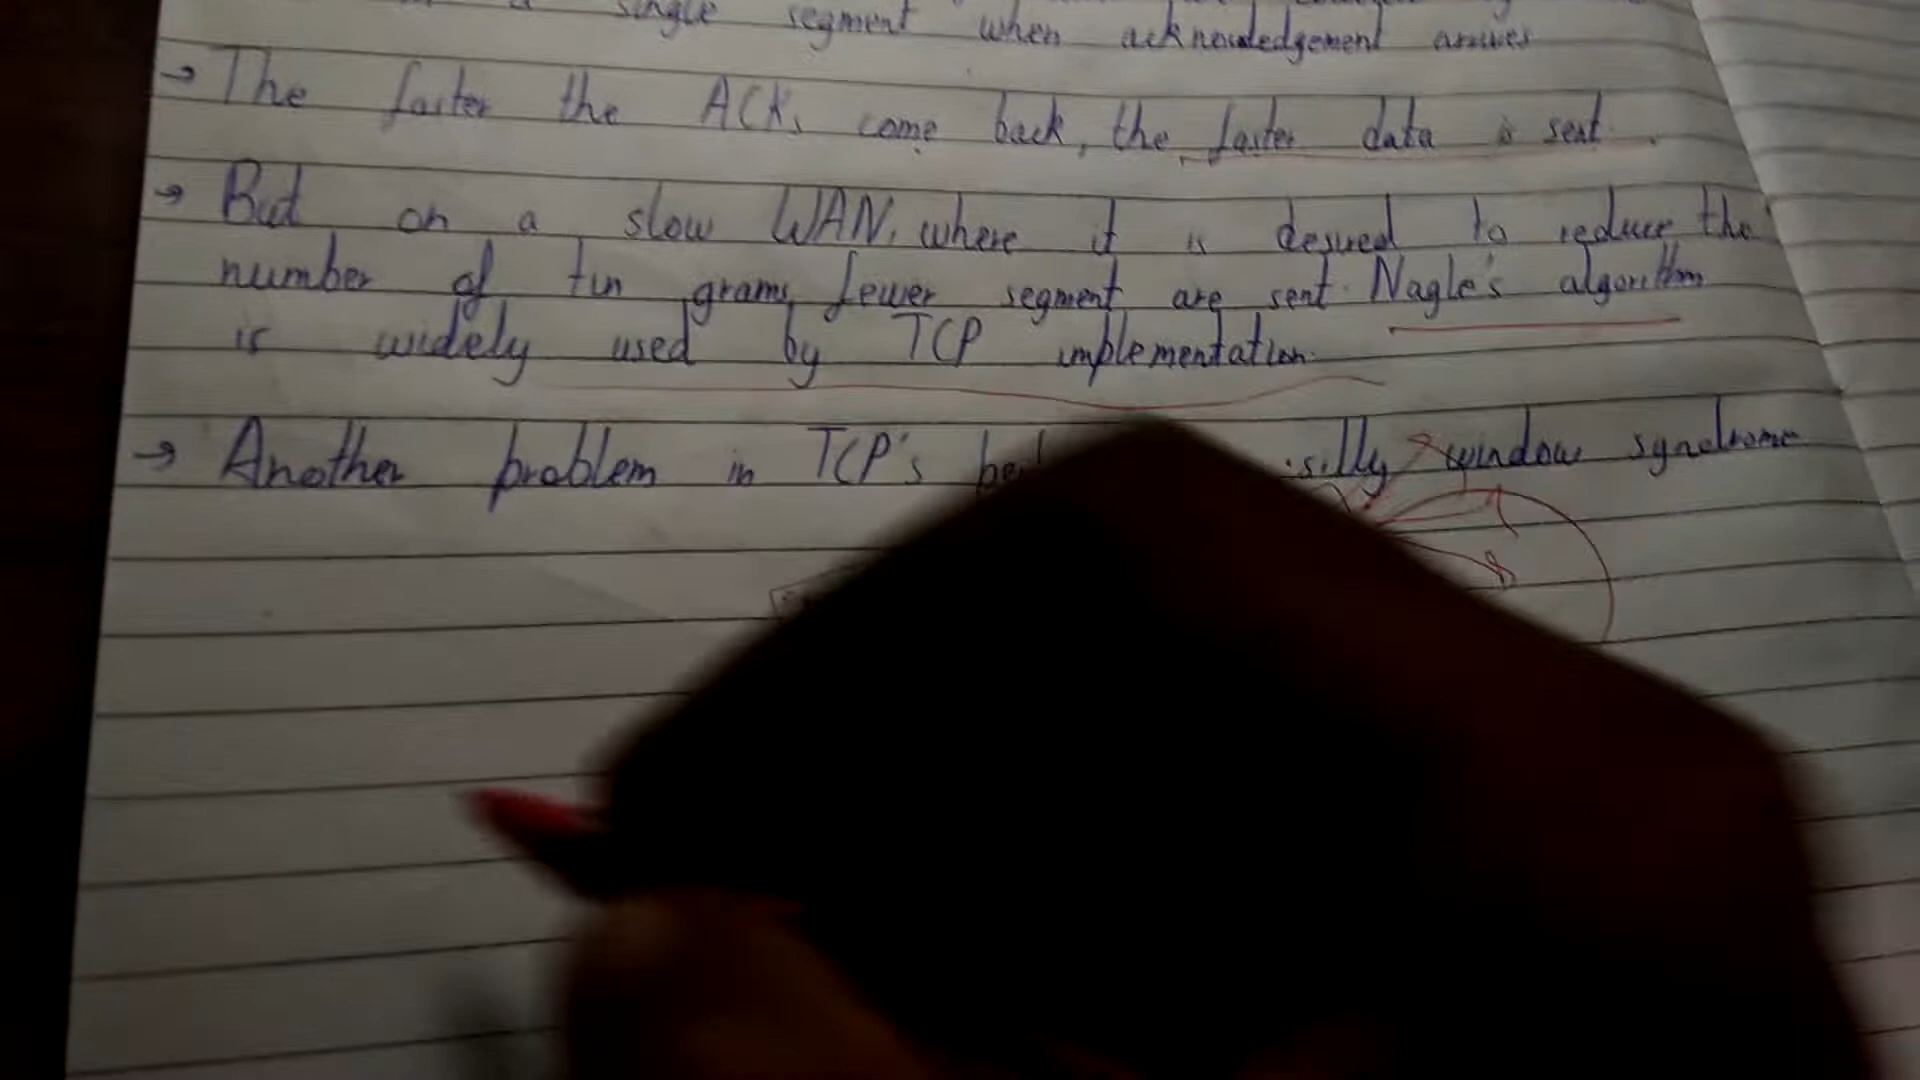 single segment when acknowledgement arrives
→ The faster the ACKs come back, the faster data is sent.
→ But on a slow WAN, where it is desired to reduce the
number of tin grams fewer segment are sent. Nagle's algorithm
is widely used by TCP implementation.
→ Another problem in TCP's silly window syndrome